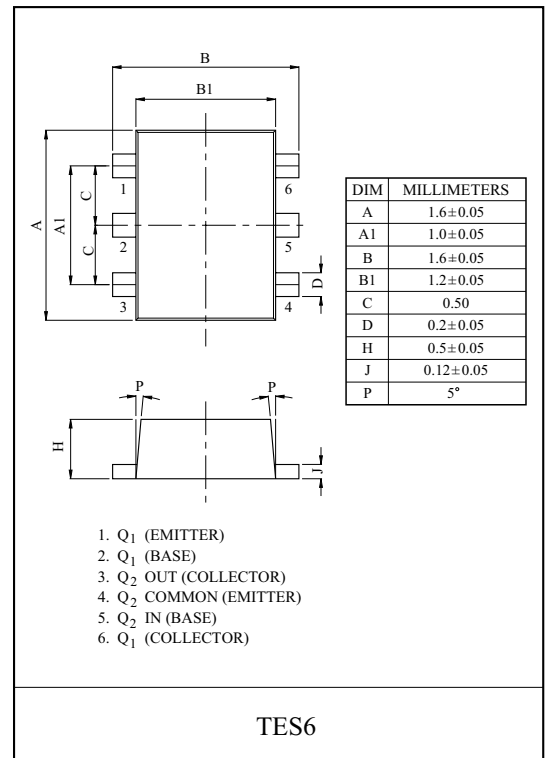 B
B1
A
A1
C
C
D
1
2
3
6
5
4
DIM MILLIMETERS
A 1.6±0.05
A1 1.0±0.05
B 1.6±0.05
B1 1.2±0.05
C 0.50
D 0.2±0.05
H 0.5±0.05
J 0.12±0.05
P 5°
P
P
H
J
1. Q1 (EMITTER)
2. Q1 (BASE)
3. Q2 OUT (COLLECTOR)
4. Q2 COMMON (EMITTER)
5. Q2 IN (BASE)
6. Q1 (COLLECTOR)
TES6